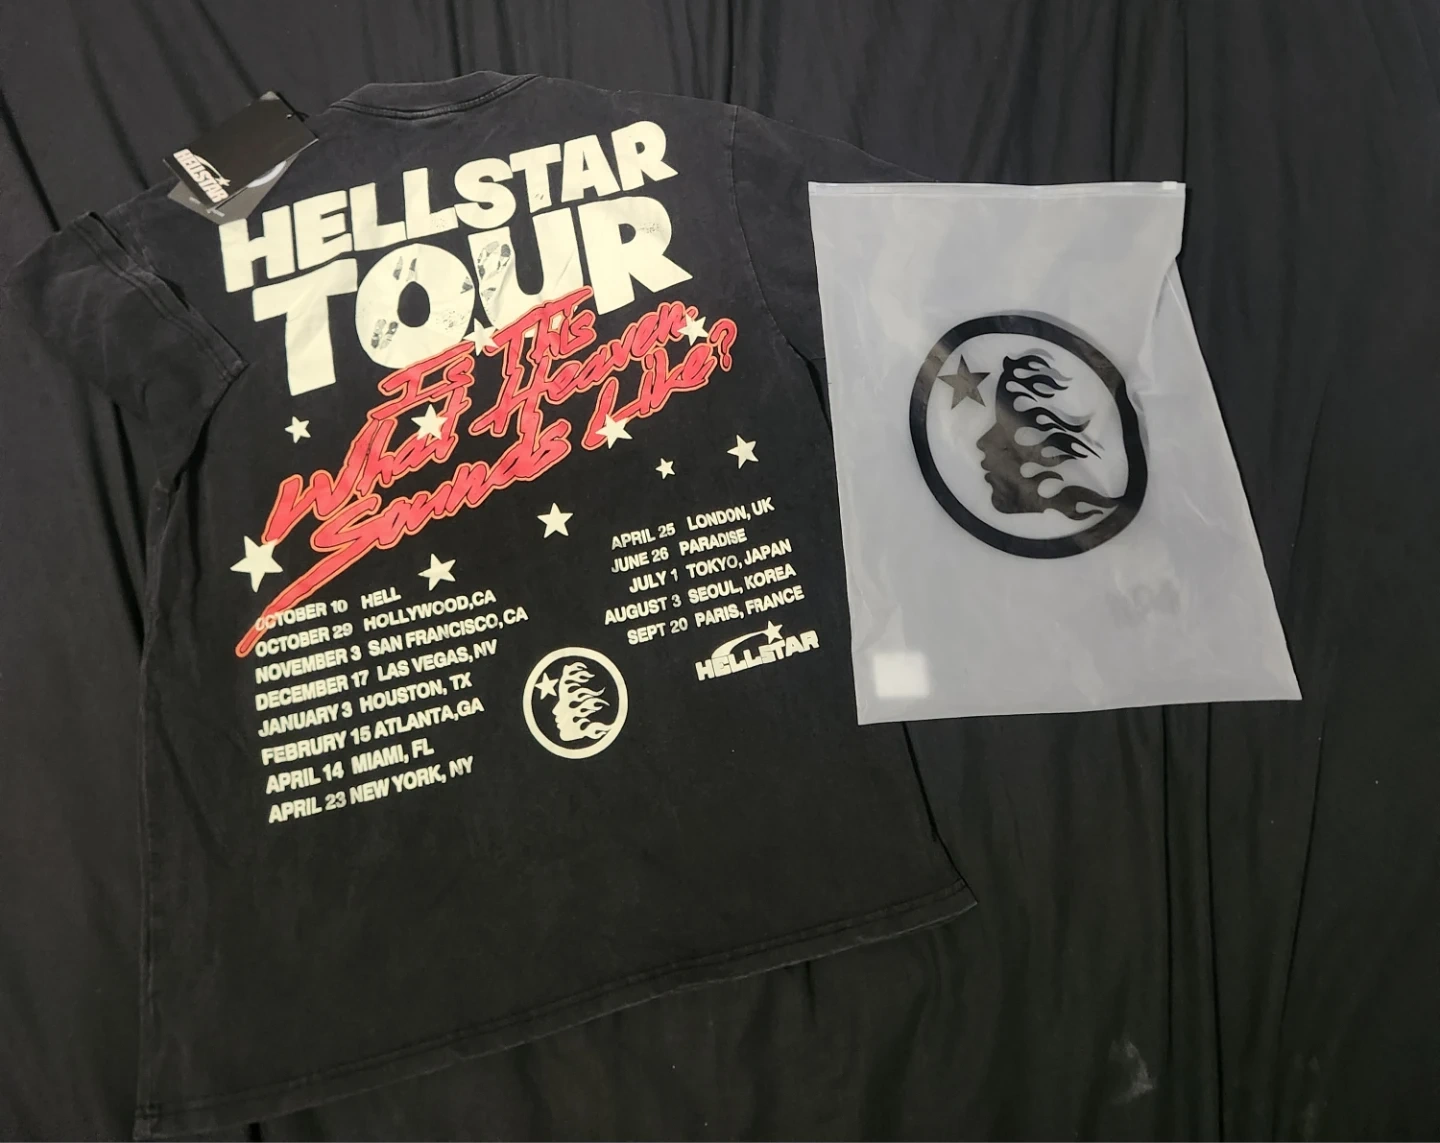 HELLSTAR
HELLSTAR
TOUR
Is This
What Heaven
Sounds Like?
OCTOBER 10 HELL
OCTOBER 29 HOLLYWOOD,CA
NOVEMBER 3 SAN FRANCISCO,CA
DECEMBER 17 LAS VEGAS,NV
JANUARY 3 HOUSTON, TX
FEBRURY 15 ATLANTA,GA
APRIL 14 MIAMI, FL
APRIL 23 NEW YORK, NY
APRIL 25 LONDON, UK
JUNE 26 PARADISE
JULY 1 TOKYO, JAPAN
AUGUST 3 SEOUL, KOREA
SEPT 20 PARIS, FRANCE
HELLSTAR